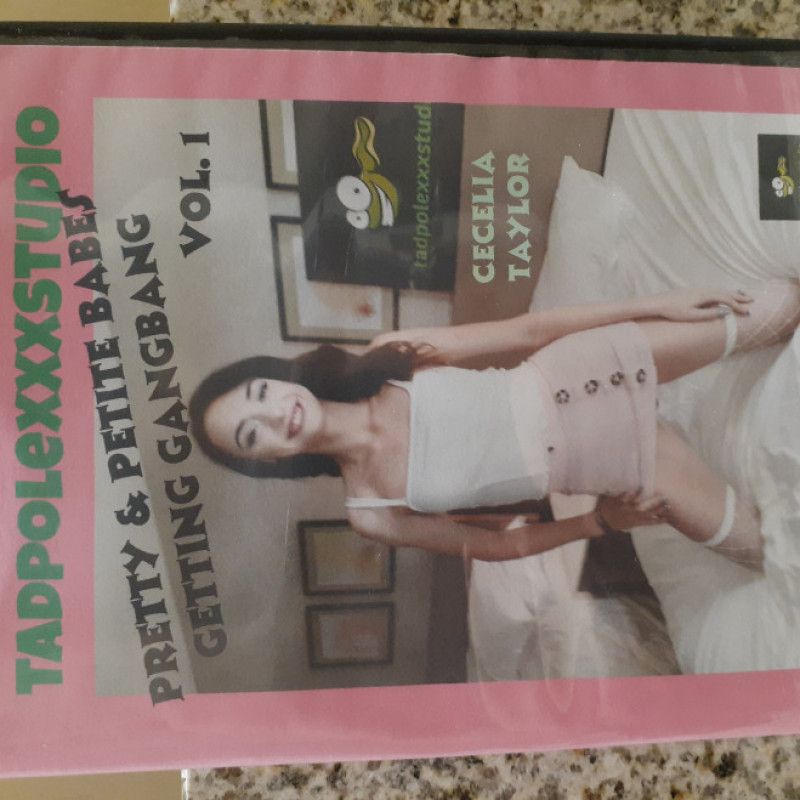 TADPOLEXXXSTUDIO
PRETTY & PETITE BABES
GETTING GANGBANG
VOL. 1
tadpolexxxstud
CECELIA
TAYLOR